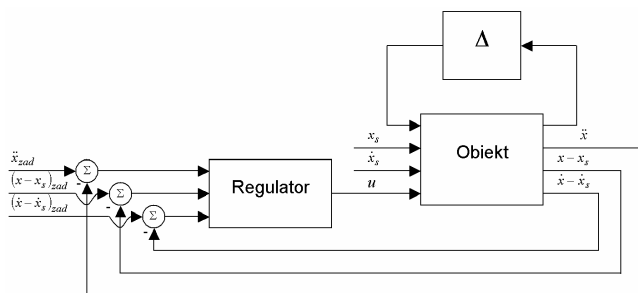 Δ
ẍ_zad
Σ
(x−x_s)_zad
-
Σ
(ẋ−ẋ_s)_zad
-
Σ
-
Regulator
x_s
ẋ_s
u
Obiekt
ẍ
x−x_s
ẋ−ẋ_s